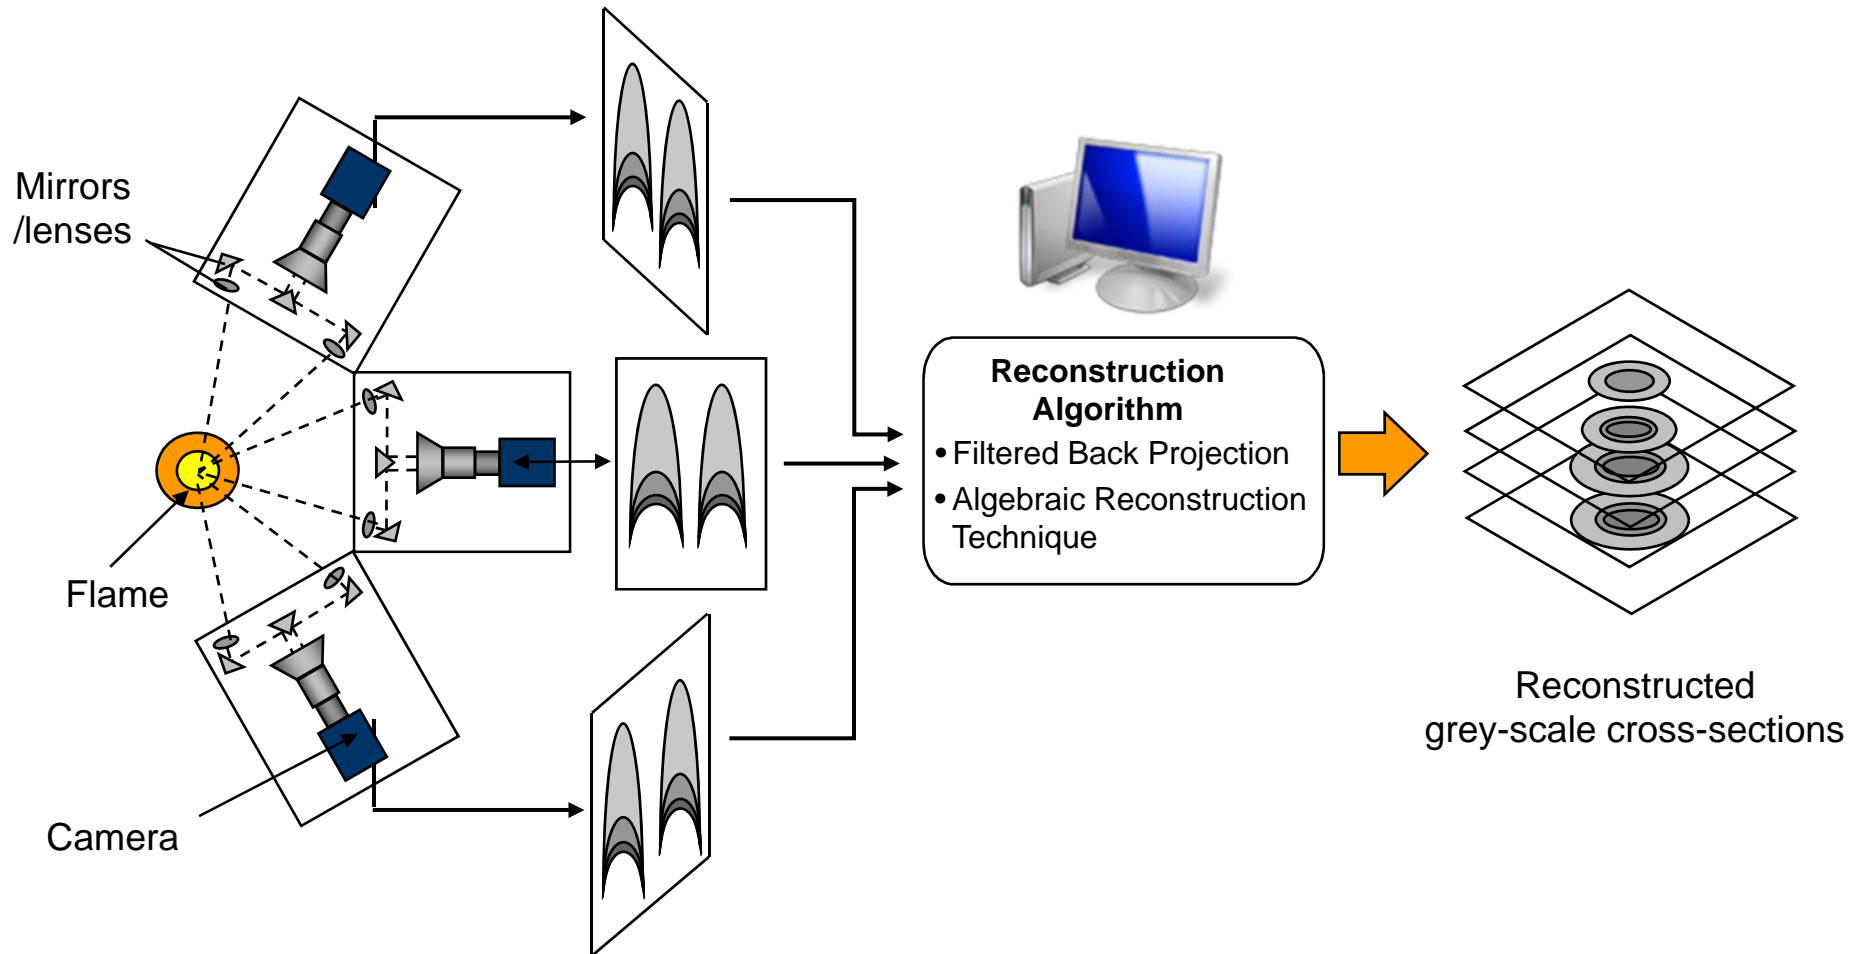 Mirrors
/lenses
Flame
Camera
Reconstruction
Algorithm
• Filtered Back Projection
• Algebraic Reconstruction
Technique
Reconstructed
grey-scale cross-sections